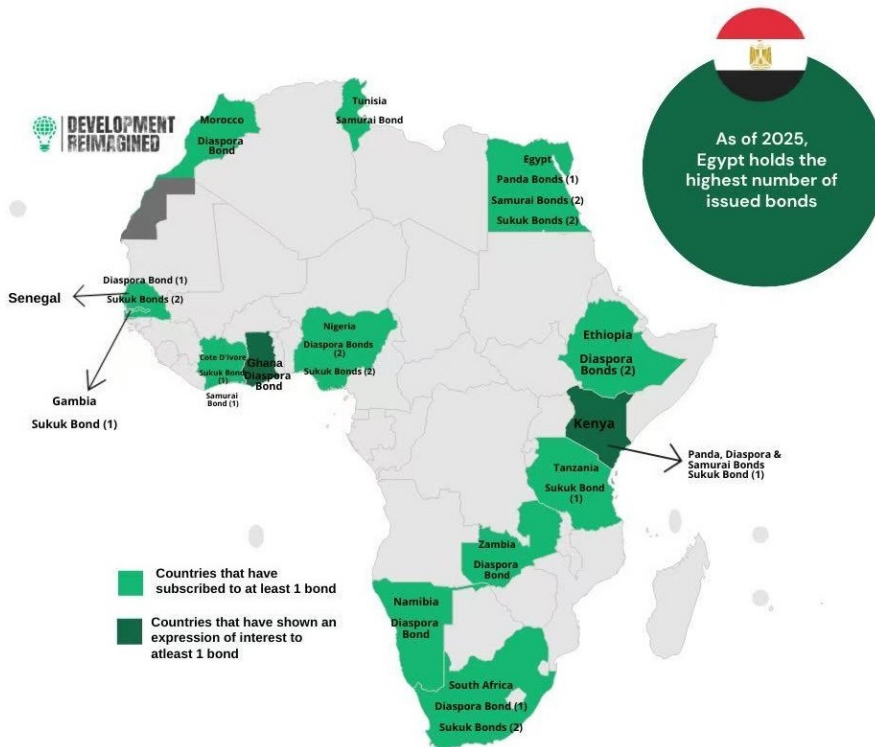 DEVELOPMENT
REIMAGINED
Morocco
Diaspora
Bond
Tunisia
Samurai Bond
Egypt
Panda Bonds (1)
Samurai Bonds (2)
Sukuk Bonds (2)
As of 2025,
Egypt holds the
highest number of
issued bonds
Senegal
Diaspora Bond (1)
Sukuk Bonds (2)
Gambia
Sukuk Bond (1)
Cote D'ivore
Sukuk Bond
(1)
Samurai
Bond (1)
Ghana
Diaspora
Bond
Nigeria
Diaspora Bonds
(2)
Sukuk Bonds (2)
Ethiopia
Diaspora
Bonds (2)
Kenya
Panda, Diaspora &
Samurai Bonds
Sukuk Bond (1)
Tanzania
Sukuk Bond
(1)
Zambia
Diaspora
Bond
Namibia
Diaspora
Bond
South Africa
Diaspora Bond (1)
Sukuk Bonds (2)
Countries that have
subscribed to at least 1 bond
Countries that have shown an
expression of interest to
atleast 1 bond